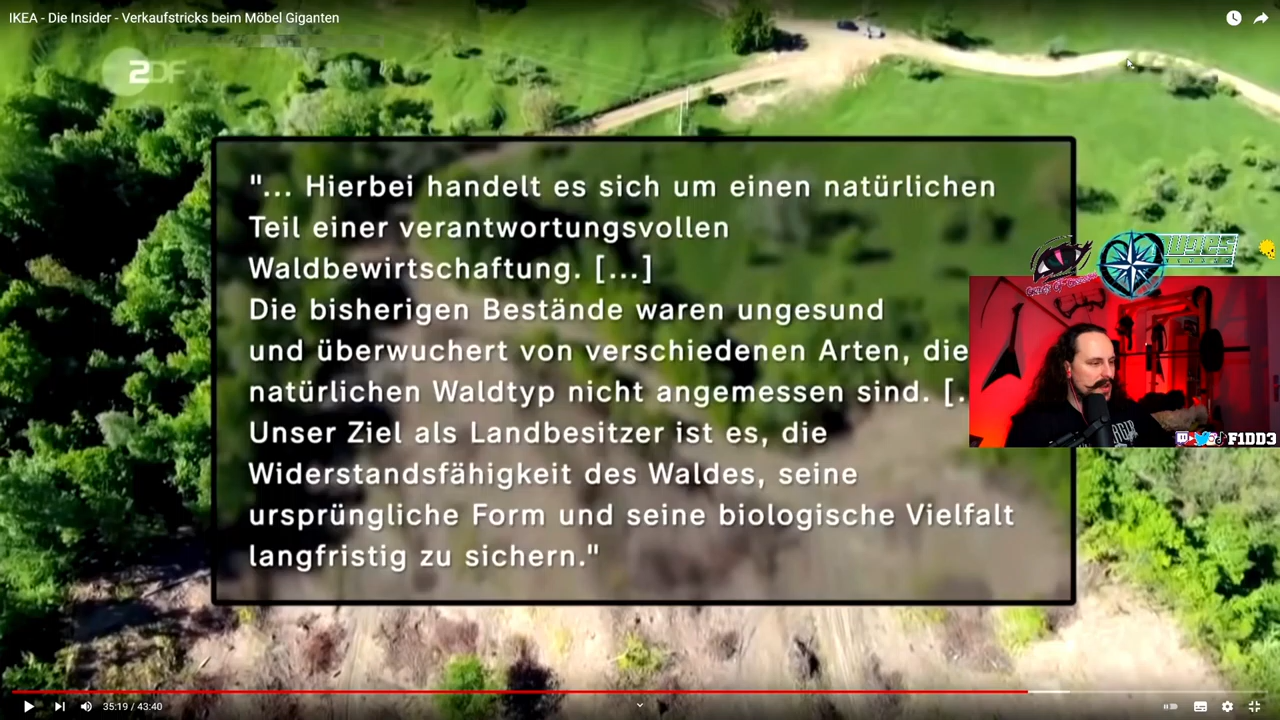 IKEA - Die Insider - Verkaufstricks beim Möbel Giganten
2DF
"... Hierbei handelt es sich um einen natürlichen
Teil einer verantwortungsvollen
Waldbewirtschaftung. [...]
Die bisherigen Bestände waren ungesund
und überwuchert von verschiedenen Arten, die
natürlichen Waldtyp nicht angemessen sind. [.
Unser Ziel als Landbesitzer ist es, die
Widerstandsfähigkeit des Waldes, seine
ursprüngliche Form und seine biologische Vielfalt
langfristig zu sichern."
F1DD3
35:19 / 43:40